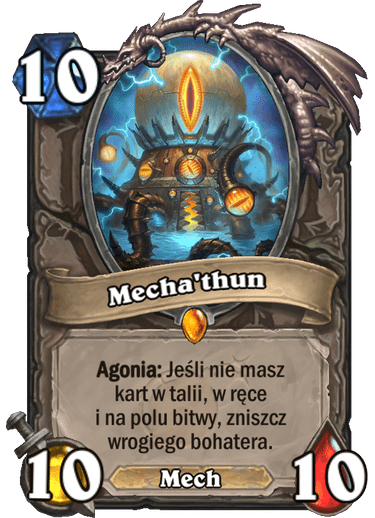 10
Mecha'thun
Agonia: Jeśli nie masz
kart w talii, w ręce
i na polu bitwy, zniszcz
wrogiego bohatera.
10
Mech
10